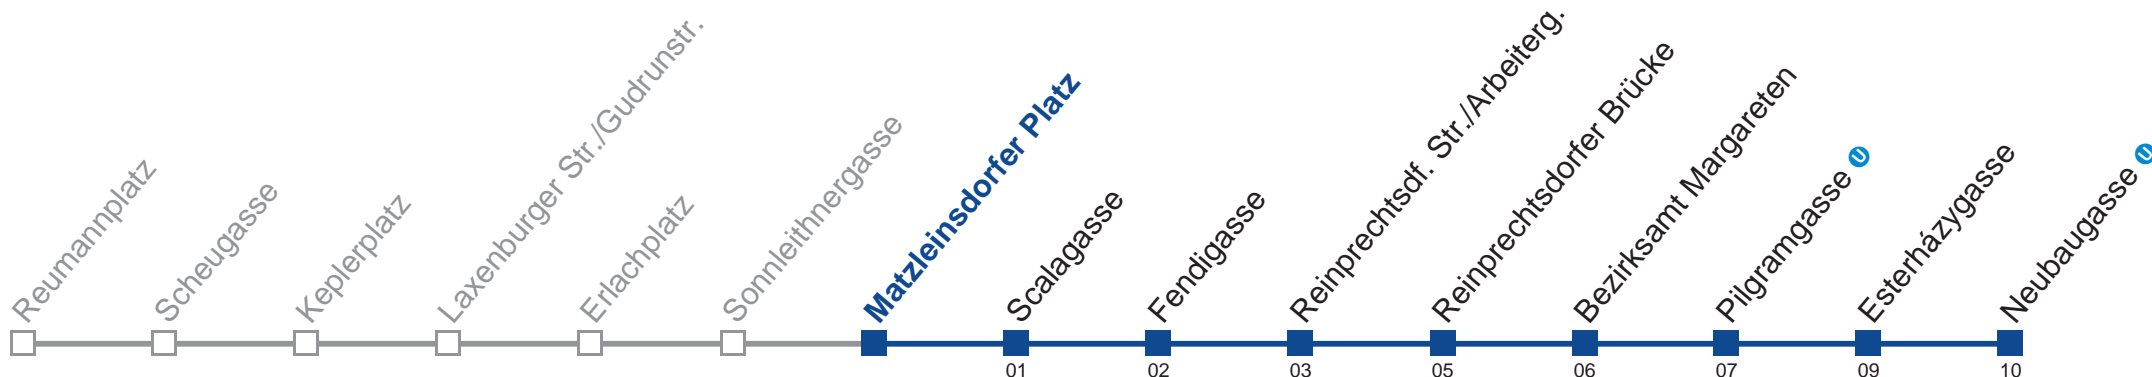 Reumannplatz
Scheugasse
Keplerplatz
Laxenburger Str./Gudrunstr.
Erlachplatz
Sonnleithnergasse
Matzleinsdorfer Platz
Scalagasse
Fendigasse
Reinprechtsdf. Str./Arbeiterg.
Reinprechtsdorfer Brücke
Bezirksamt Margareten
Pilgramgasse U
Esterházygasse
Neubaugasse U
01 02 03 05 06 07 09 10